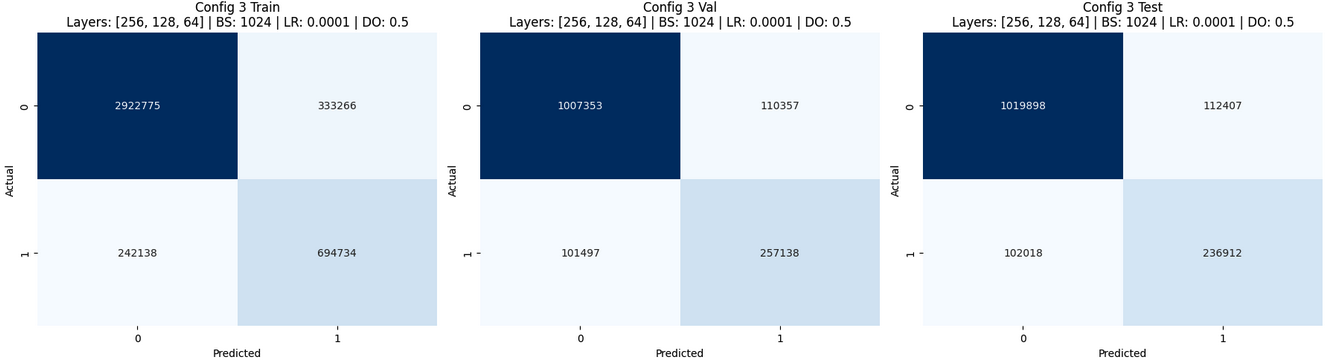 Config 3 Train
Layers: [256, 128, 64] | BS: 1024 | LR: 0.0001 | DO: 0.5
0
2922775
333266
Actual
1
242138
694734
0
1
Predicted
Config 3 Val
Layers: [256, 128, 64] | BS: 1024 | LR: 0.0001 | DO: 0.5
0
1007353
110357
Actual
1
101497
257138
0
1
Predicted
Config 3 Test
Layers: [256, 128, 64] | BS: 1024 | LR: 0.0001 | DO: 0.5
0
1019898
112407
Actual
1
102018
236912
0
1
Predicted